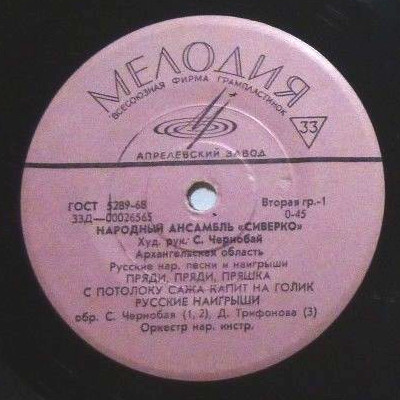 МЕЛОДИЯ
ВСЕСОЮЗНАЯ ФИРМА ГРАМПЛАСТИНОК
33
АПРЕЛЕВСКИЙ ЗАВОД
ГОСТ 5289-68 Вторая гр.-1
33Д—00026565 0-45
НАРОДНЫЙ АНСАМБЛЬ «СИВЕРКО»
Худ. рук. С. Чернобай
Архангельская область
Русские нар. песни и наигрыши
ПРЯДИ, ПРЯДИ, ПРЯШКА
С ПОТОЛОКУ САЖА КАПИТ НА ГОЛИК
РУССКИЕ НАИГРЫШИ
обр. С. Чернобая (1, 2), Д. Трифонова (3)
Оркестр нар. инстр.